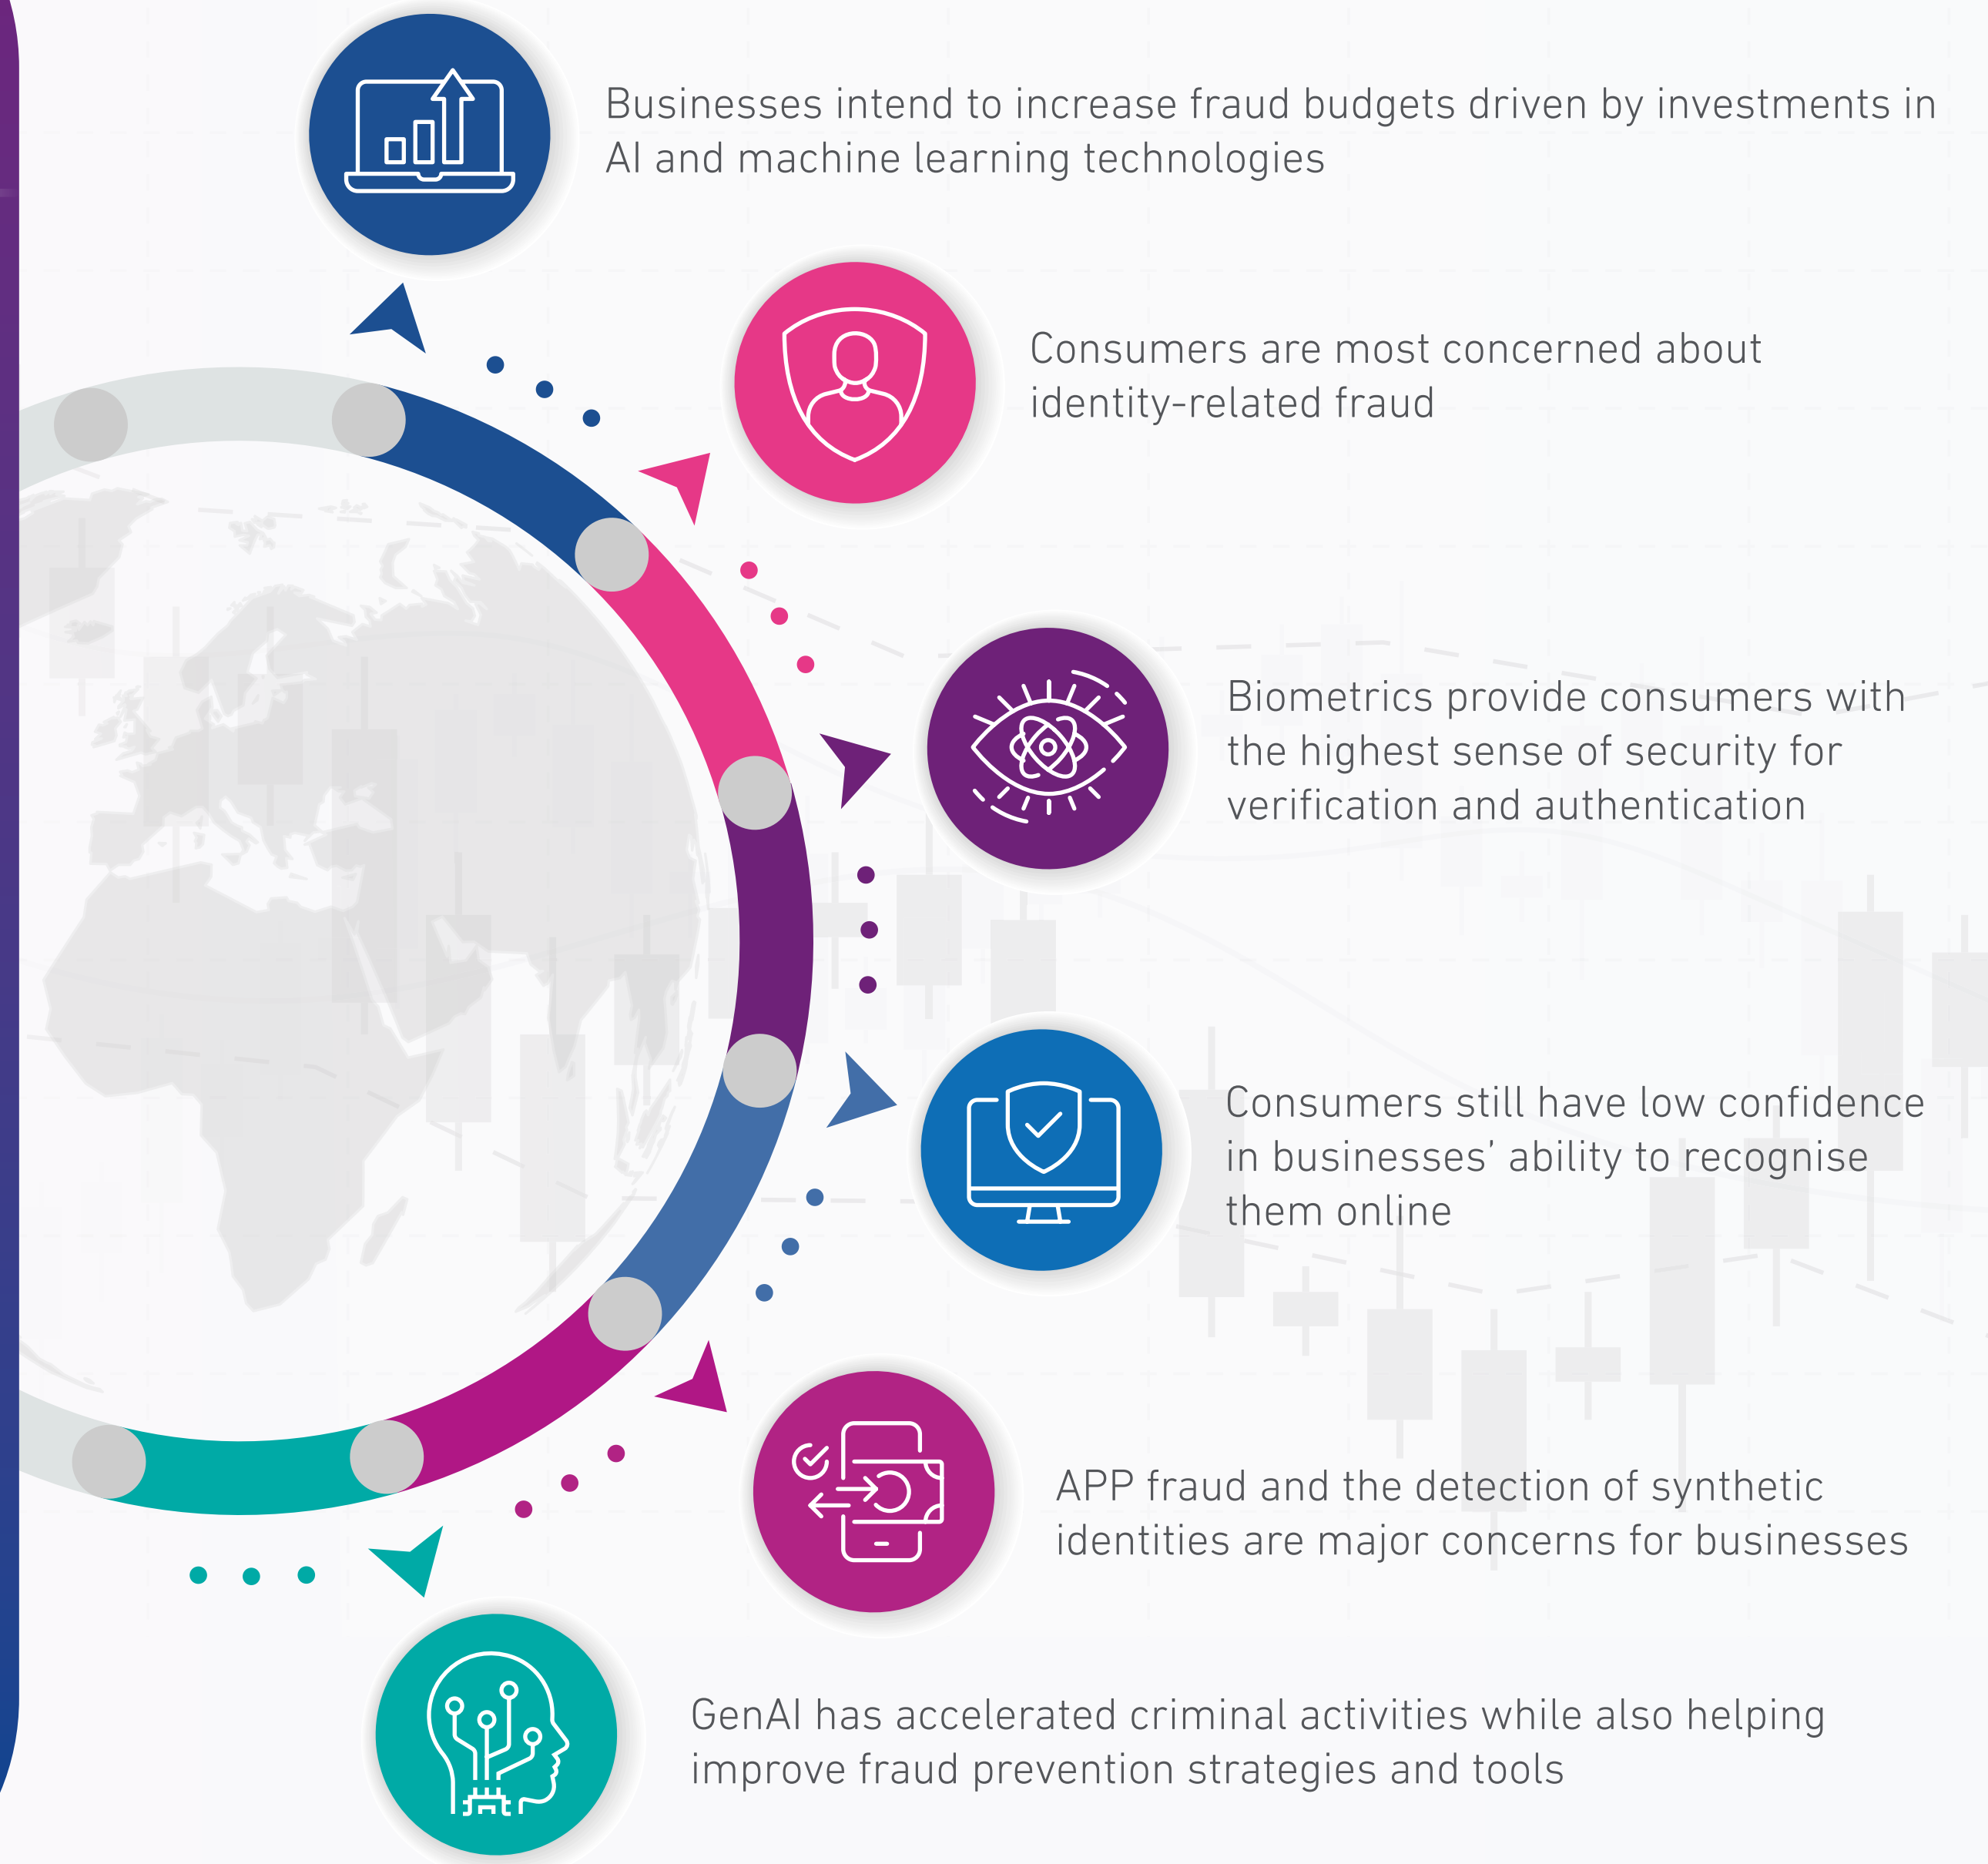 Businesses intend to increase fraud budgets driven by investments in
AI and machine learning technologies
Consumers are most concerned about
identity-related fraud
Biometrics provide consumers with
the highest sense of security for
verification and authentication
Consumers still have low confidence
in businesses’ ability to recognise
them online
APP fraud and the detection of synthetic
identities are major concerns for businesses
GenAI has accelerated criminal activities while also helping
improve fraud prevention strategies and tools